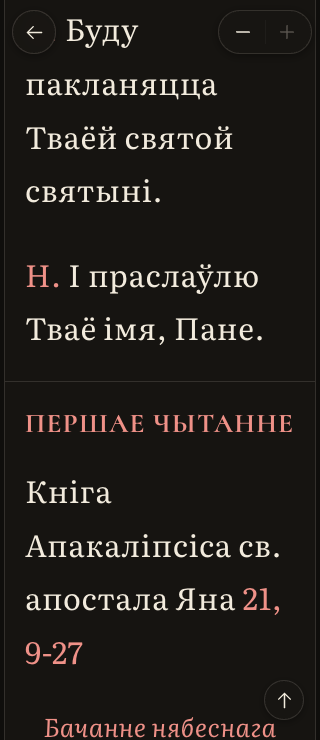 Буду
пакланяцца
Тваёй святой
святыні.
Н. І праслаўлю
Тваё імя, Пане.
ПЕРШАЕ ЧЫТАННЕ
Кніга
Апакаліпсіса св.
апостала Яна 21,
9-27
Бачанне нябеснага